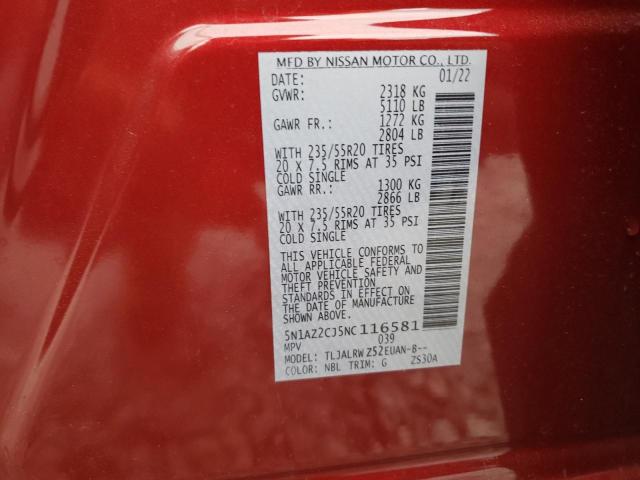 MFD BY NISSAN MOTOR CO., LTD.
DATE: 01/22
GVWR: 2318 KG
5110 LB
GAWR FR.: 1272 KG
2804 LB
WITH 235/55R20 TIRES
20 X 7.5 RIMS AT 35 PSI
COLD SINGLE
GAWR RR.: 1300 KG
2866 LB
WITH 235/55R20 TIRES
20 X 7.5 RIMS AT 35 PSI
COLD SINGLE
THIS VEHICLE CONFORMS TO
ALL APPLICABLE FEDERAL
MOTOR VEHICLE SAFETY AND
THEFT PREVENTION
STANDARDS IN EFFECT ON
THE DATE OF MANUFACTURE
SHOWN ABOVE.
5N1AZ2CJ5NC116581
MPV 039
MODEL: TLJALRWZ52EUAN-B--
COLOR: NBL TRIM: G ZS30A